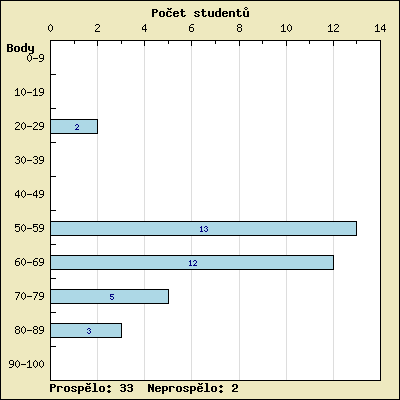 Počet studentů
0 2 4 6 8 10 12 14
Body
0-9
10-19
20-29 2
30-39
40-49
50-59 13
60-69 12
70-79 5
80-89 3
90-100
Prospělo: 33 Neprospělo: 2